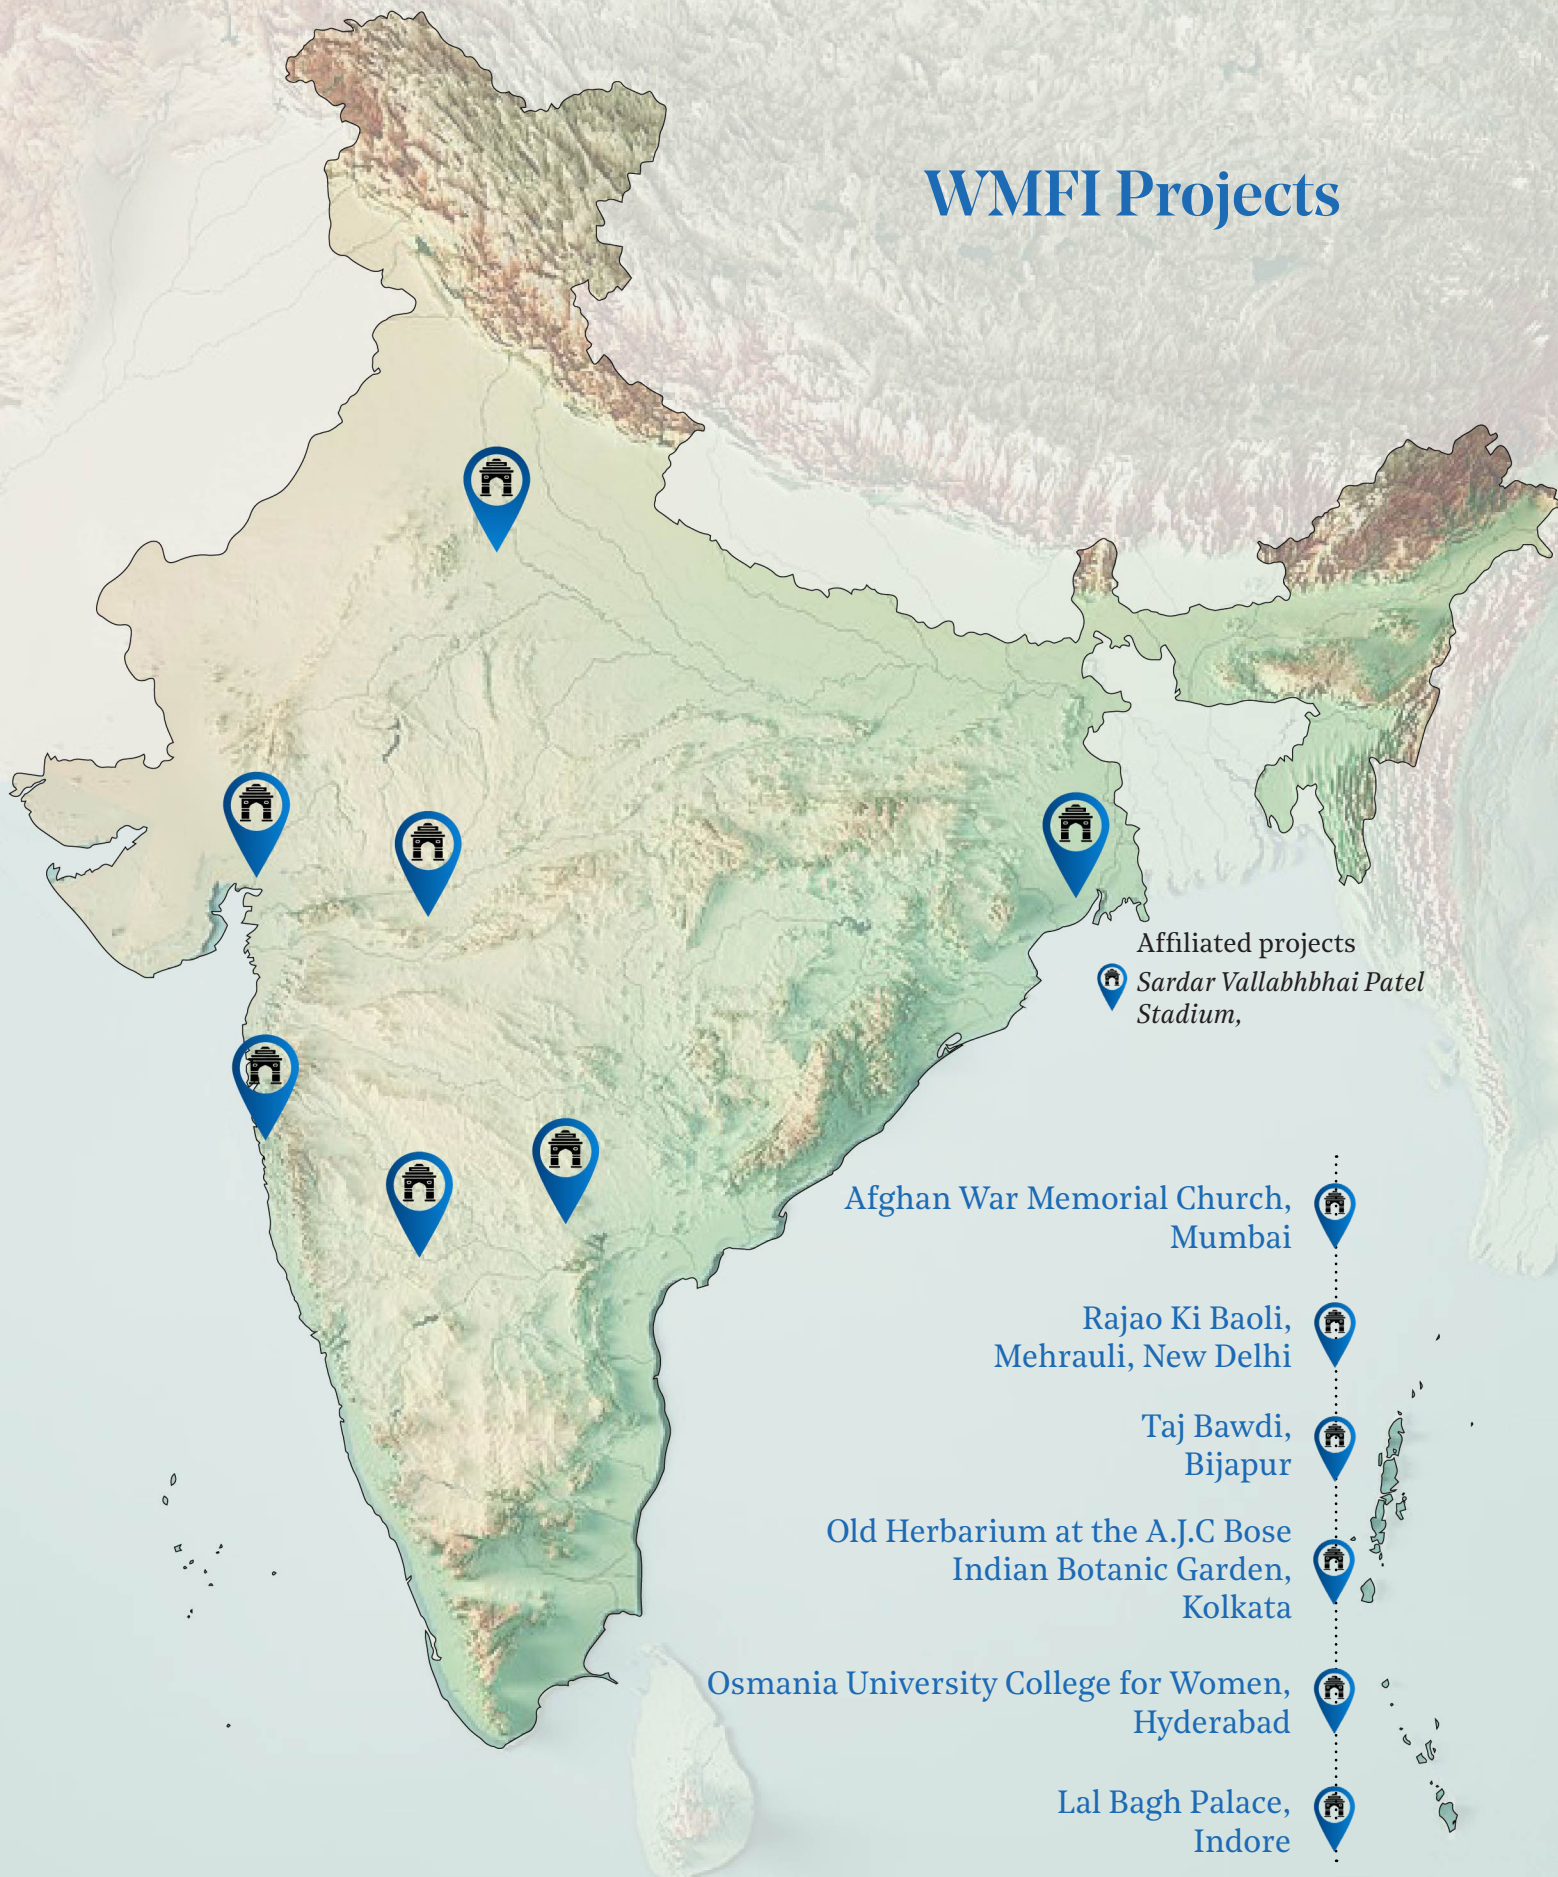 WMFI Projects
Affiliated projects
Sardar Vallabhbhai Patel
Stadium,
Afghan War Memorial Church,
Mumbai
Rajao Ki Baoli,
Mehrauli, New Delhi
Taj Bawdi,
Bijapur
Old Herbarium at the A.J.C Bose
Indian Botanic Garden,
Kolkata
Osmania University College for Women,
Hyderabad
Lal Bagh Palace,
Indore